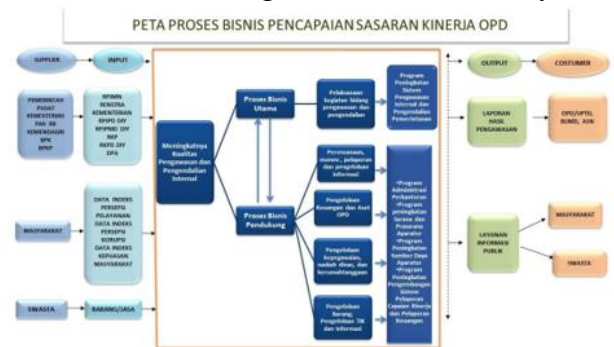 PETA PROSES BISNIS PENCAPAIAN SASARAN KINERJA OPD
SUPPLIER
INPUT
OUTPUT
COSTUMER
PEMERINTAH
PUSAT
KEMENTERING
PAN RB
KEMENDAGRI
BPK
BPKP
RPJMN
RENSTRA
KEMENTERIAN
RPJPD DIY
RPJPMD DIY
RKP
RKPD DIY
DPA
MASYARAKAT
DATA INDEKS
PERSEPSI
PELAYANAN
DATA INDEKS
PERSEPSI
KORUPSI
DATA INDEKS
KEPUASAN
MASYARAKAT
SWASTA
BARANG/JASA
Meningkatnya
Kualitas
Pengawasan dan
Pengendalian
Internal
Proses Bisnis
Utama
Proses Bisnis
Pendukung
Pelaksanaan
kegiatan bidang
pengawasan dan
pengendalian
Perencanaan,
monev, pelaporan
dan pengelolaan
informasi
Pengelolaan
Keuangan dan Aset
OPD
Pengelolaan
kepegawaian,
naskah dinas, dan
kerumahtanggaan
Pengelolaan
Barang,
Pengelolaan TIK
dan informasi
Program
Peningkatan
Sistem
Pengawasan
Internal dan
Pengendalian
Pemerintahan
•Program
Administrasi
Perkantoran
•Program
peningkatan
Sarana dan
Prasarana
Aparatur
•Program
Peningkatan
Sumber Daya
Aparatur
•Program
Peningkatan
Pengembangan
Sistem
Pelaporan
Capaian Kinerja
dan Pelaporan
Keuangan
LAPORAN
HASIL
PENGAWASAN
OPD/UPTD,
BUMD, ASN
LAYANAN
INFORMASI
PUBLIK
MASYARAKAT
SWASTA